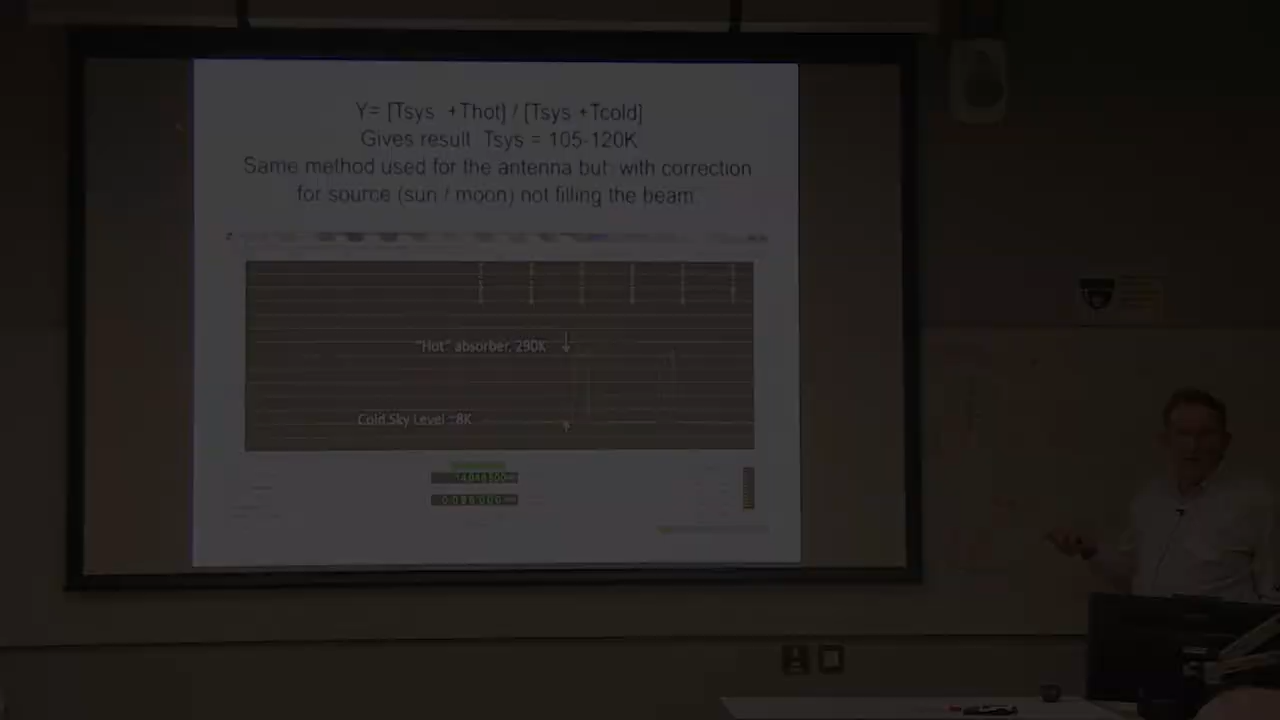 Y= [Tsys +Thot] / [Tsys +Tcold]
Gives result Tsys = 105-120K
Same method used for the antenna but with correction
for source (sun / moon) not filling the beam
"Hot" absorber, 290K
Cold Sky Level ~8K